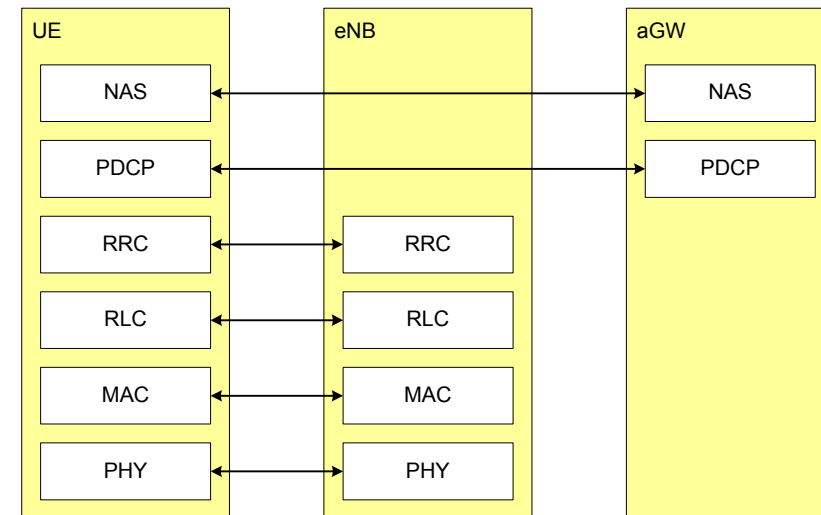 UE
eNB
aGW
NAS
NAS
PDCP
PDCP
RRC
RRC
RLC
RLC
MAC
MAC
PHY
PHY